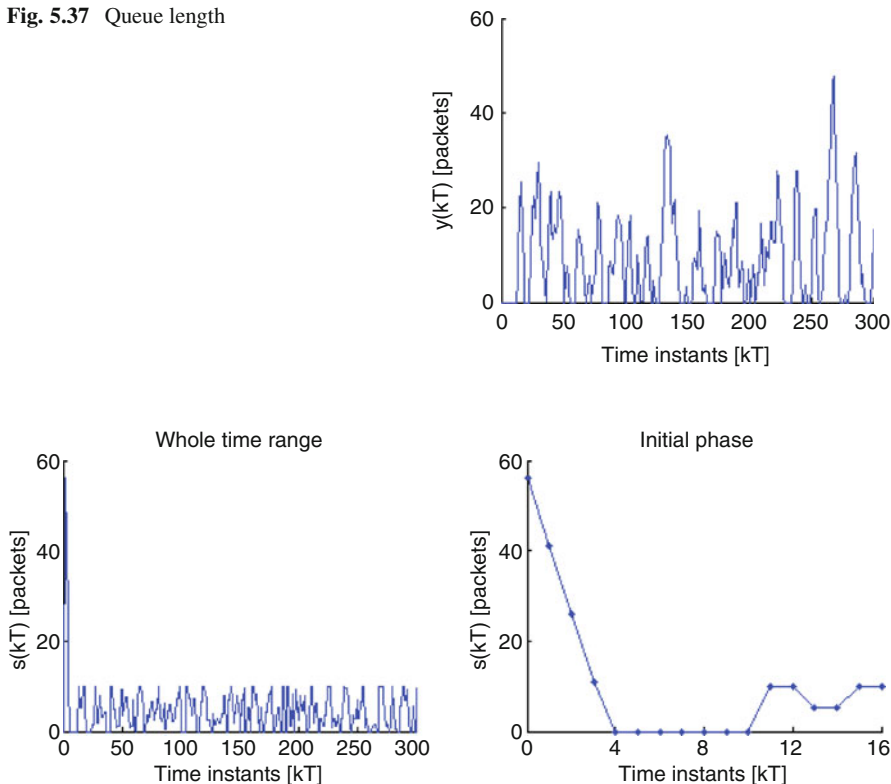 Fig. 5.37 Queue length
60
40
20
0
y(kT) [packets]
0 50 100 150 200 250 300
Time instants [kT]
Whole time range
60
40
20
0
s(kT) [packets]
0 50 100 150 200 250 300
Time instants [kT]
Initial phase
60
40
20
0
s(kT) [packets]
0 4 8 12 16
Time instants [kT]